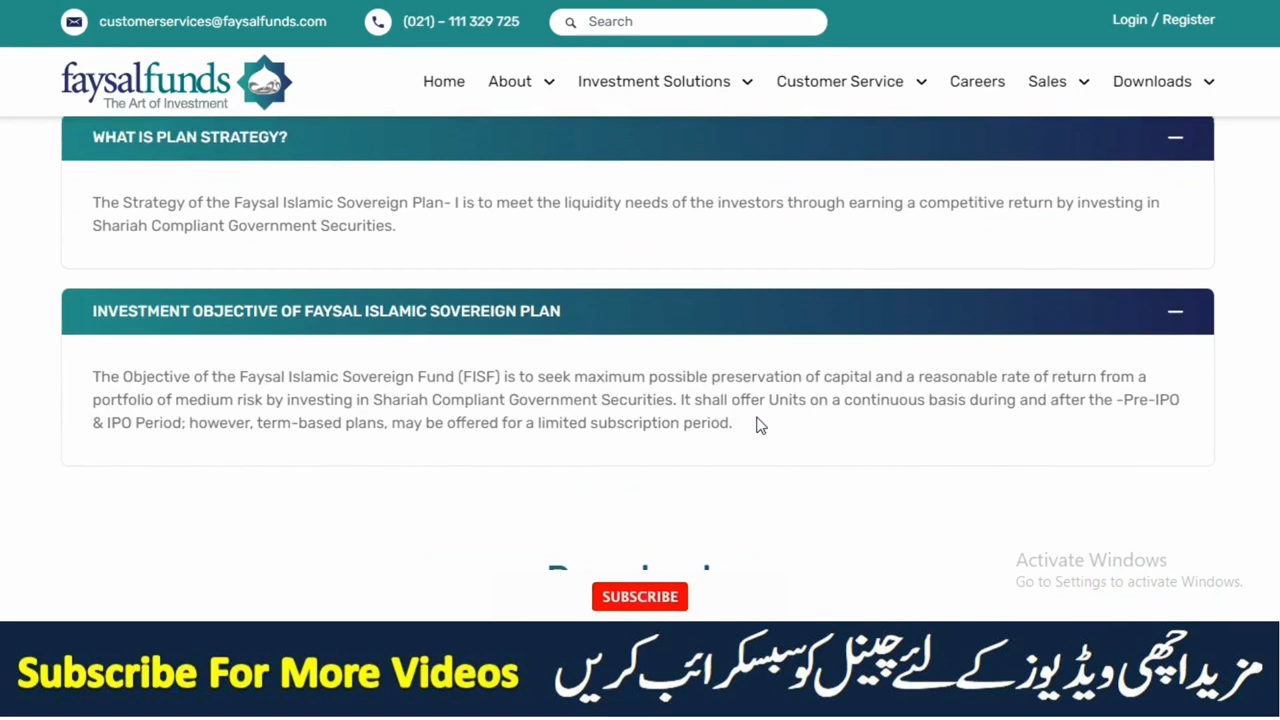 customerservices@faysalfunds.com (021) – 111 329 725 Search Login / Register
faysalfunds
The Art of Investment
Home About Investment Solutions Customer Service Careers Sales Downloads
WHAT IS PLAN STRATEGY?
The Strategy of the Faysal Islamic Sovereign Plan- I is to meet the liquidity needs of the investors through earning a competitive return by investing in
Shariah Compliant Government Securities.
INVESTMENT OBJECTIVE OF FAYSAL ISLAMIC SOVEREIGN PLAN
The Objective of the Faysal Islamic Sovereign Fund (FISF) is to seek maximum possible preservation of capital and a reasonable rate of return from a
portfolio of medium risk by investing in Shariah Compliant Government Securities. It shall offer Units on a continuous basis during and after the -Pre-IPO
& IPO Period; however, term-based plans, may be offered for a limited subscription period.
Activate Windows
Go to Settings to activate Windows.
SUBSCRIBE
Subscribe For More Videos
مزید اچھی ویڈیوز کے لئے چینل کو سبسکرائب کریں